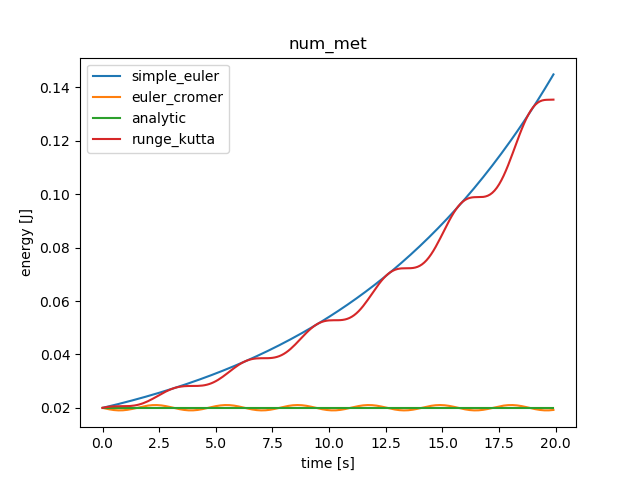 num_met
simple_euler
euler_cromer
analytic
runge_kutta
energy [J]
0.14
0.12
0.10
0.08
0.06
0.04
0.02
0.0 2.5 5.0 7.5 10.0 12.5 15.0 17.5 20.0
time [s]